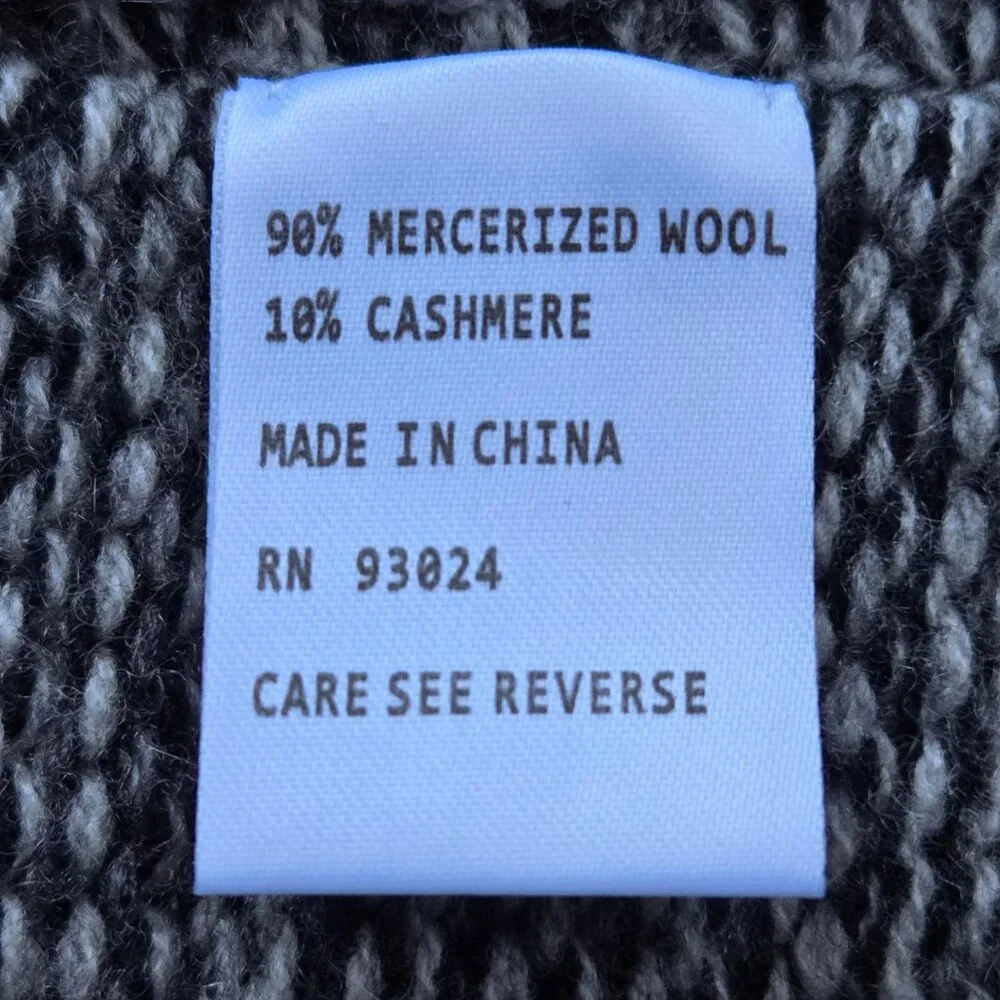 90% MERCERIZED WOOL
10% CASHMERE
MADE IN CHINA
RN 93024
CARE SEE REVERSE